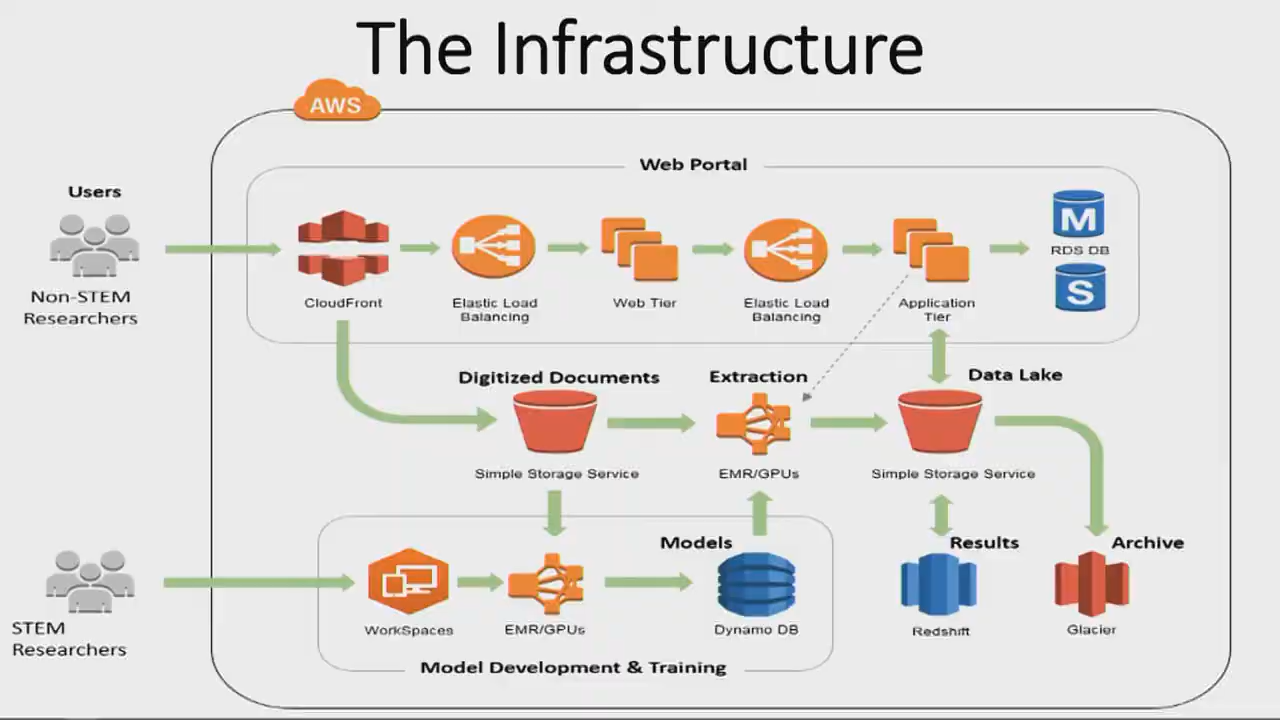 The Infrastructure
AWS
Web Portal
Users
Non-STEM
Researchers
CloudFront
Elastic Load
Balancing
Web Tier
Elastic Load
Balancing
Application
Tier
M
RDS DB
S
Digitized Documents
Extraction
Data Lake
Simple Storage Service
EMR/GPUs
Simple Storage Service
Models
Results
Archive
STEM
Researchers
WorkSpaces
EMR/GPUs
Dynamo DB
Redshift
Glacier
Model Development & Training